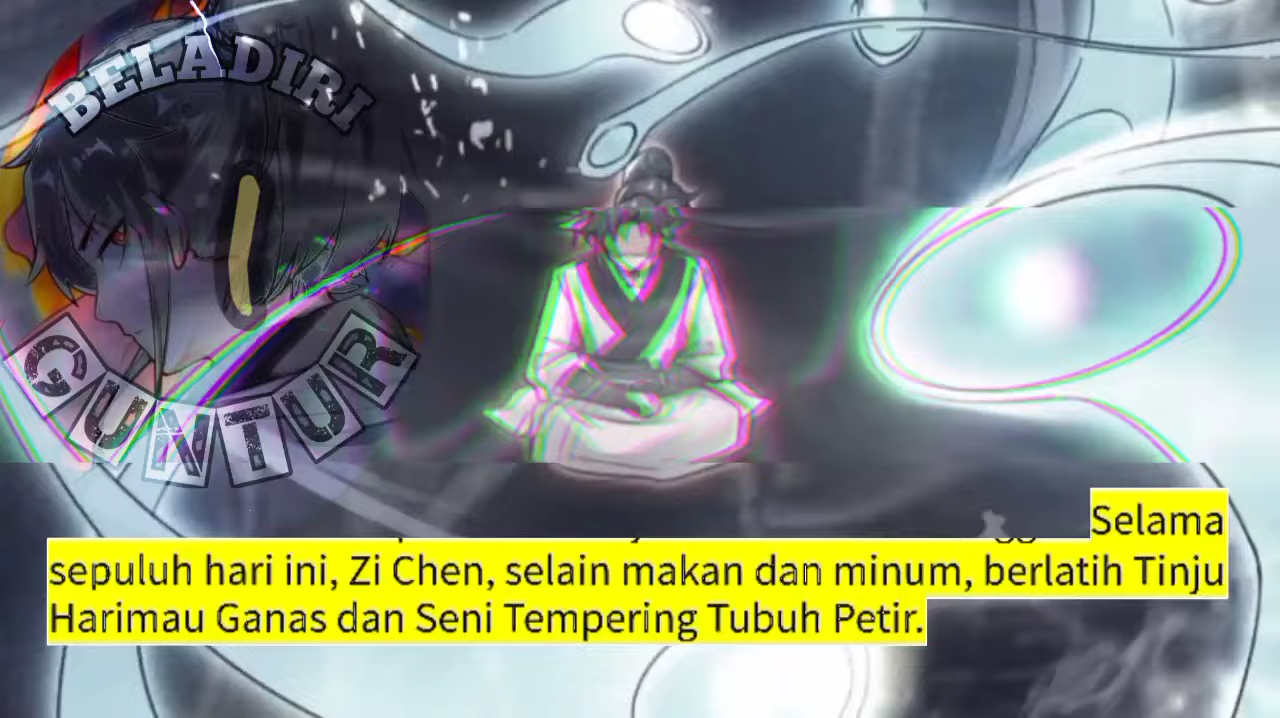 BELADIRI
GUNTUR
Selama
sepuluh hari ini, Zi Chen, selain makan dan minum, berlatih Tinju
Harimau Ganas dan Seni Tempering Tubuh Petir.